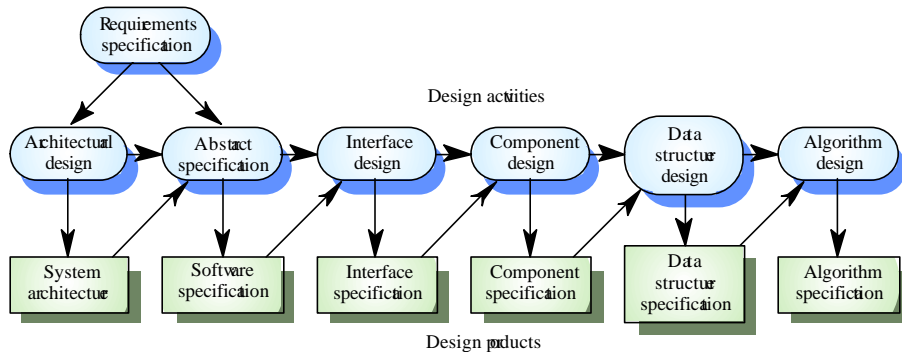 Requirements
specification
Design activities
Architectural
design
Abstract
specification
Interface
design
Component
design
Data
structure
design
Algorithm
design
System
architecture
Software
specification
Interface
specification
Component
specification
Data
structure
specification
Algorithm
specification
Design products